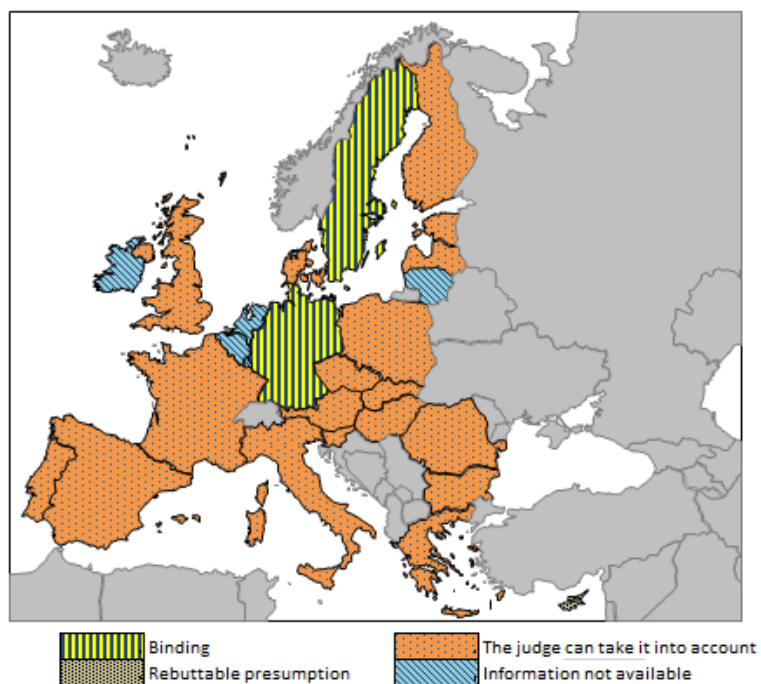 Binding
The judge can take it into account
Rebuttable presumption
Information not available